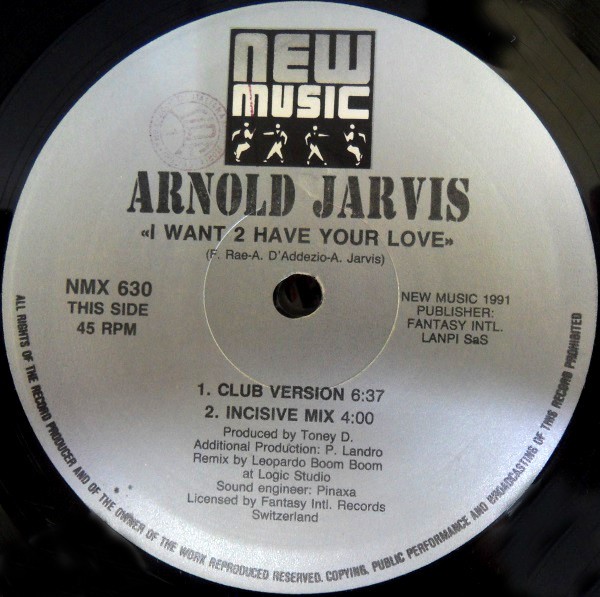 NEW
MUSIC
ARNOLD JARVIS
«I WANT 2 HAVE YOUR LOVE»
(F. Rae-A. D'Addezio-A. Jarvis)
NMX 630
THIS SIDE
45 RPM
NEW MUSIC 1991
PUBLISHER:
FANTASY INTL.
LANPI SaS
1. CLUB VERSION 6:37
2. INCISIVE MIX 4:00
Produced by Toney D.
Additional Production: P. Landro
Remix by Leopardo Boom Boom
at Logic Studio
Sound engineer: Pinaxa
Licensed by Fantasy Intl. Records
Switzerland
ALL RIGHTS OF THE RECORD PRODUCER AND OF THE OWNER OF THE WORK REPRODUCED RESERVED. COPYING, PUBLIC PERFORMANCE AND BROADCASTING OF THIS RECORD PROHIBITED